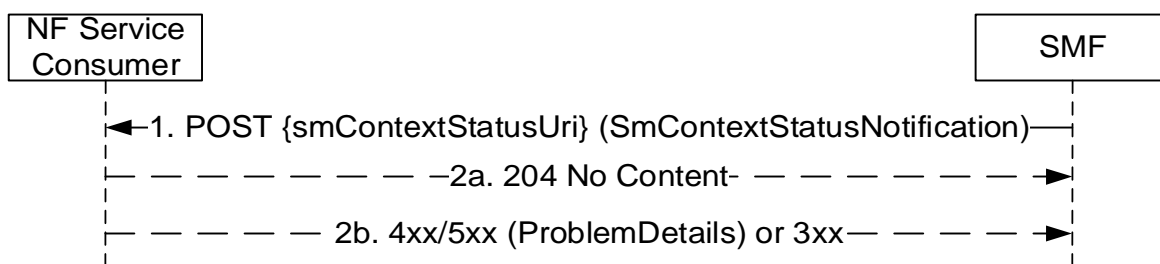 NF Service
Consumer
SMF
1. POST {smContextStatusUri} (SmContextStatusNotification)
2a. 204 No Content
2b. 4xx/5xx (ProblemDetails) or 3xx